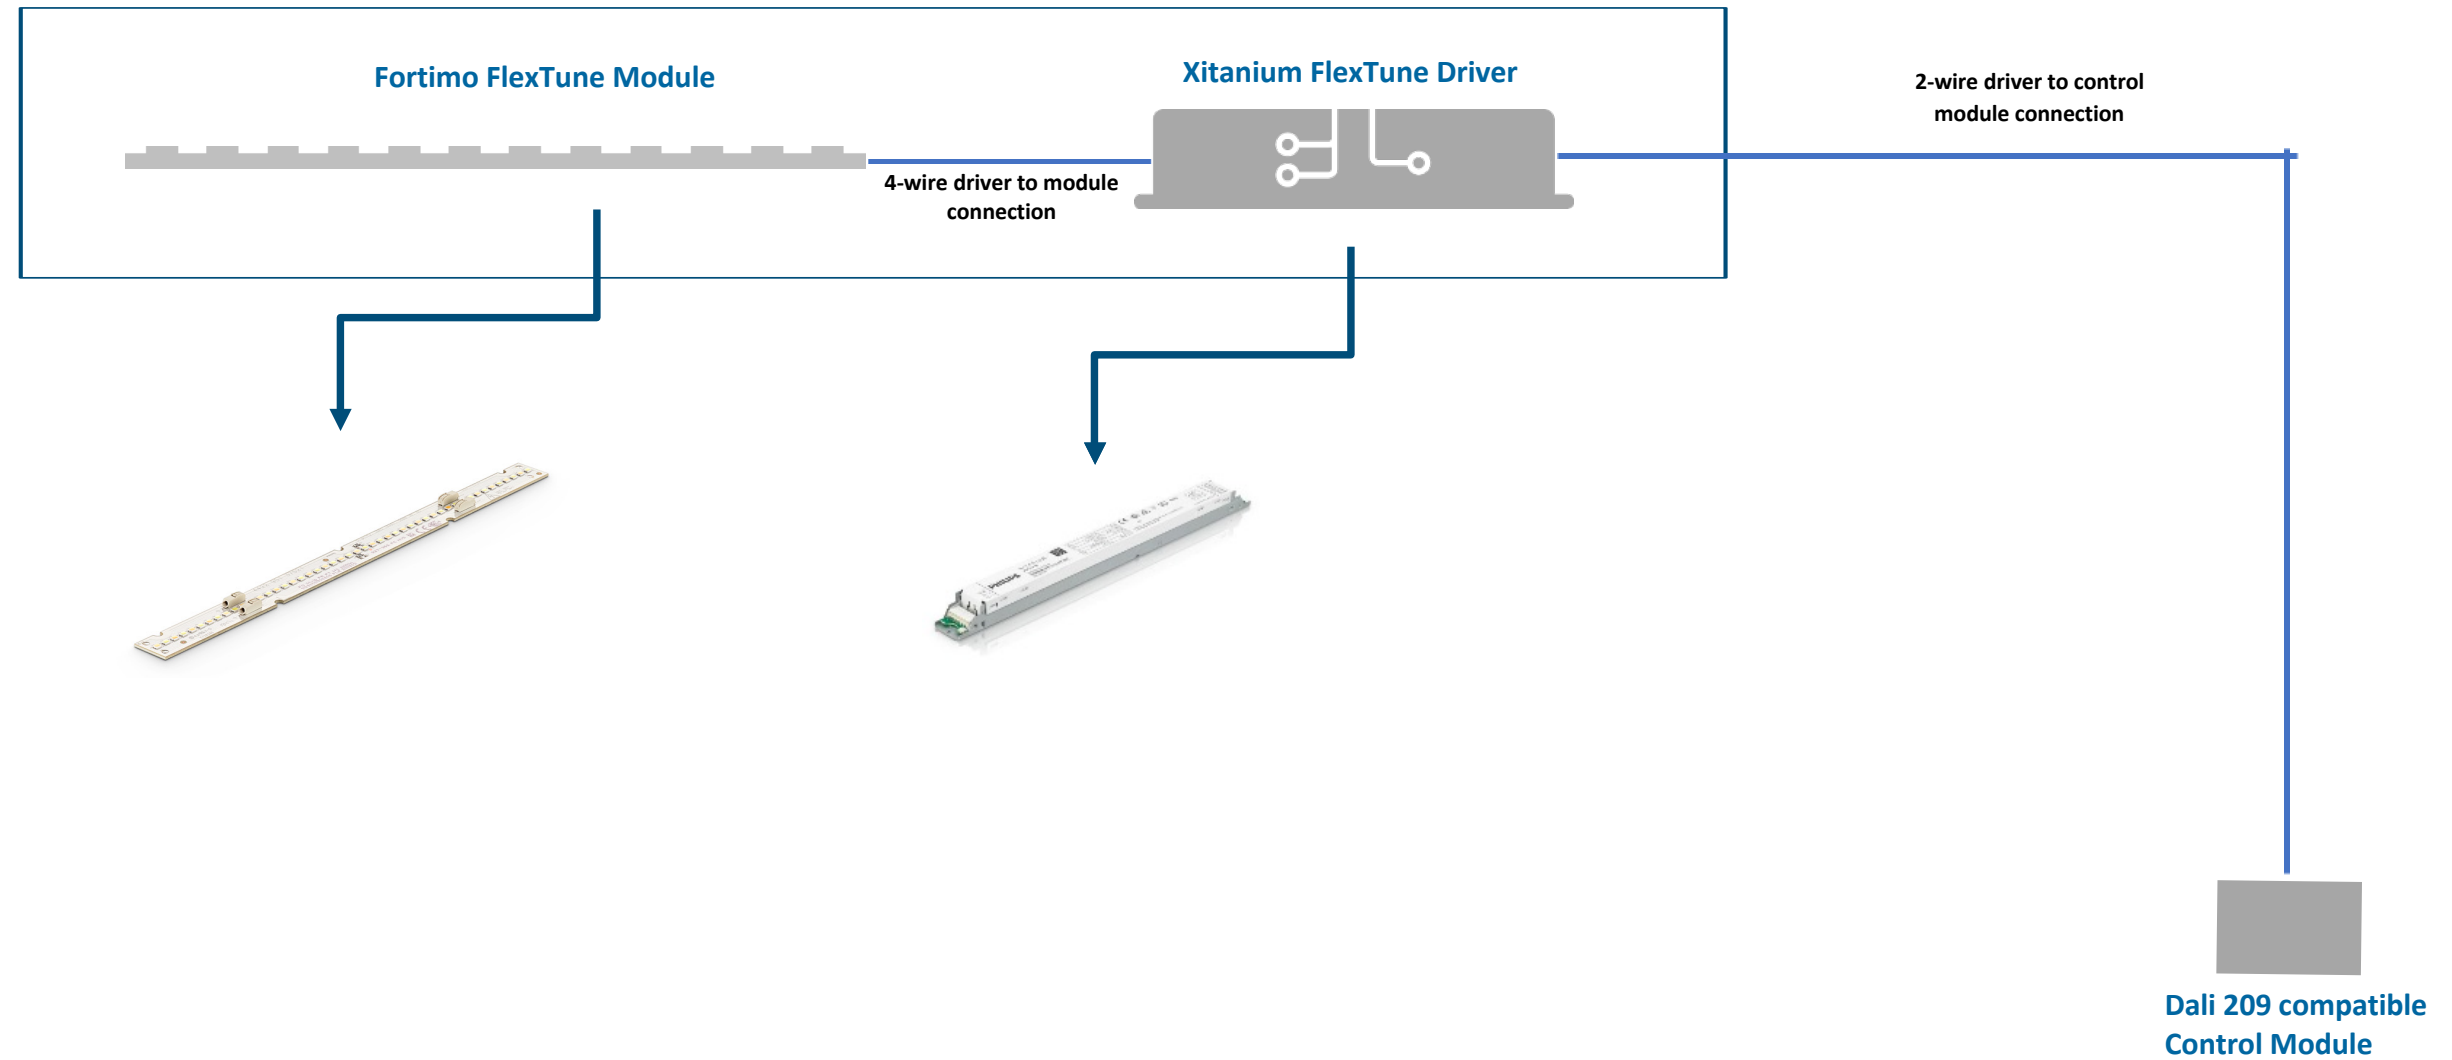 Fortimo FlexTune Module
Xitanium FlexTune Driver
2-wire driver to control
module connection
4-wire driver to module
connection
PHILIPS
Dali 209 compatible
Control Module